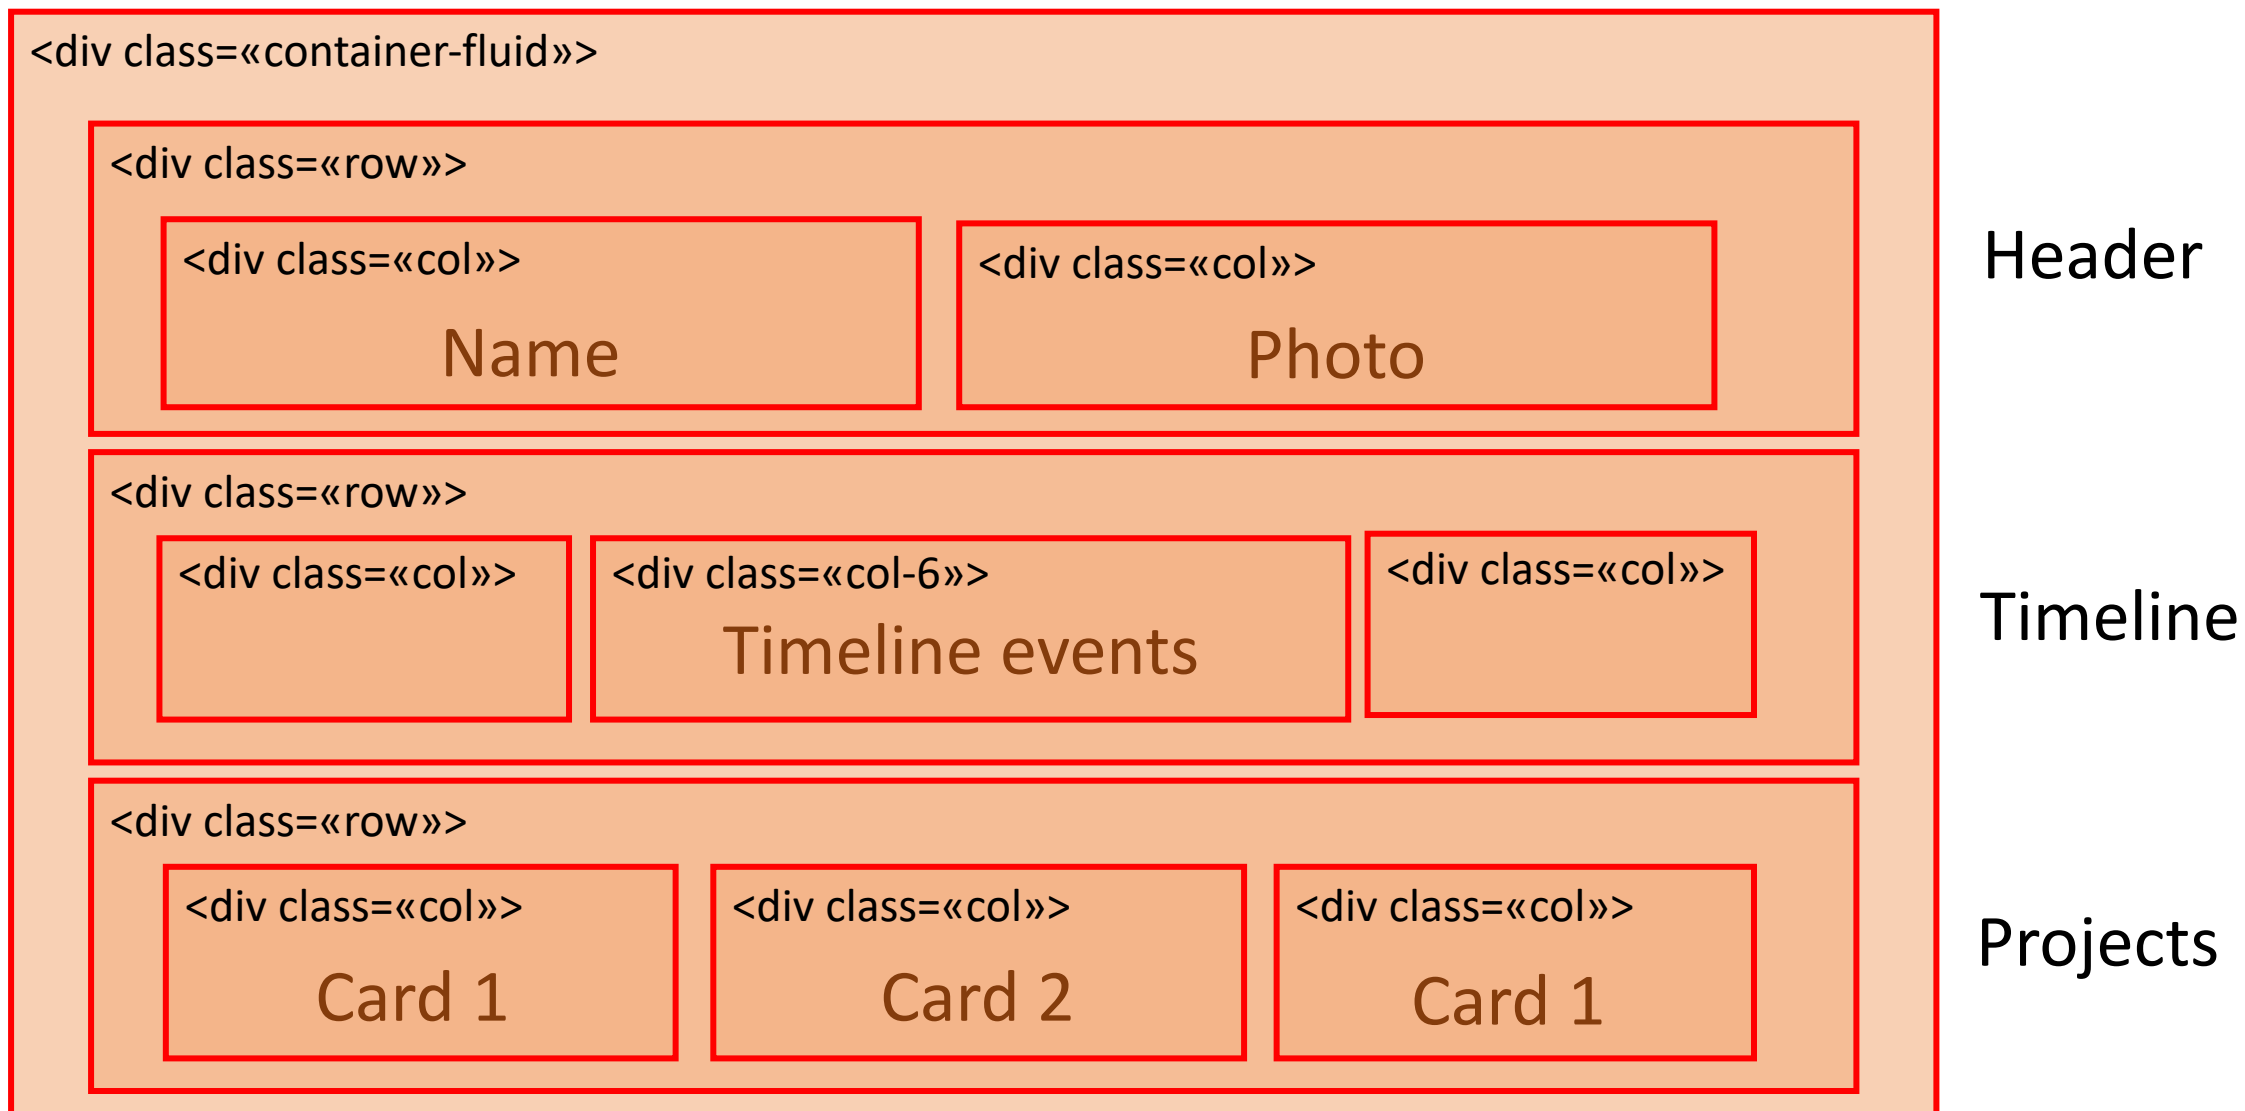 <div class=«container-fluid»>
<div class=«row»>
<div class=«col»>
Name
<div class=«col»>
Photo
Header
<div class=«row»>
<div class=«col»>
<div class=«col-6»>
Timeline events
<div class=«col»>
Timeline
<div class=«row»>
<div class=«col»>
Card 1
<div class=«col»>
Card 2
<div class=«col»>
Card 1
Projects